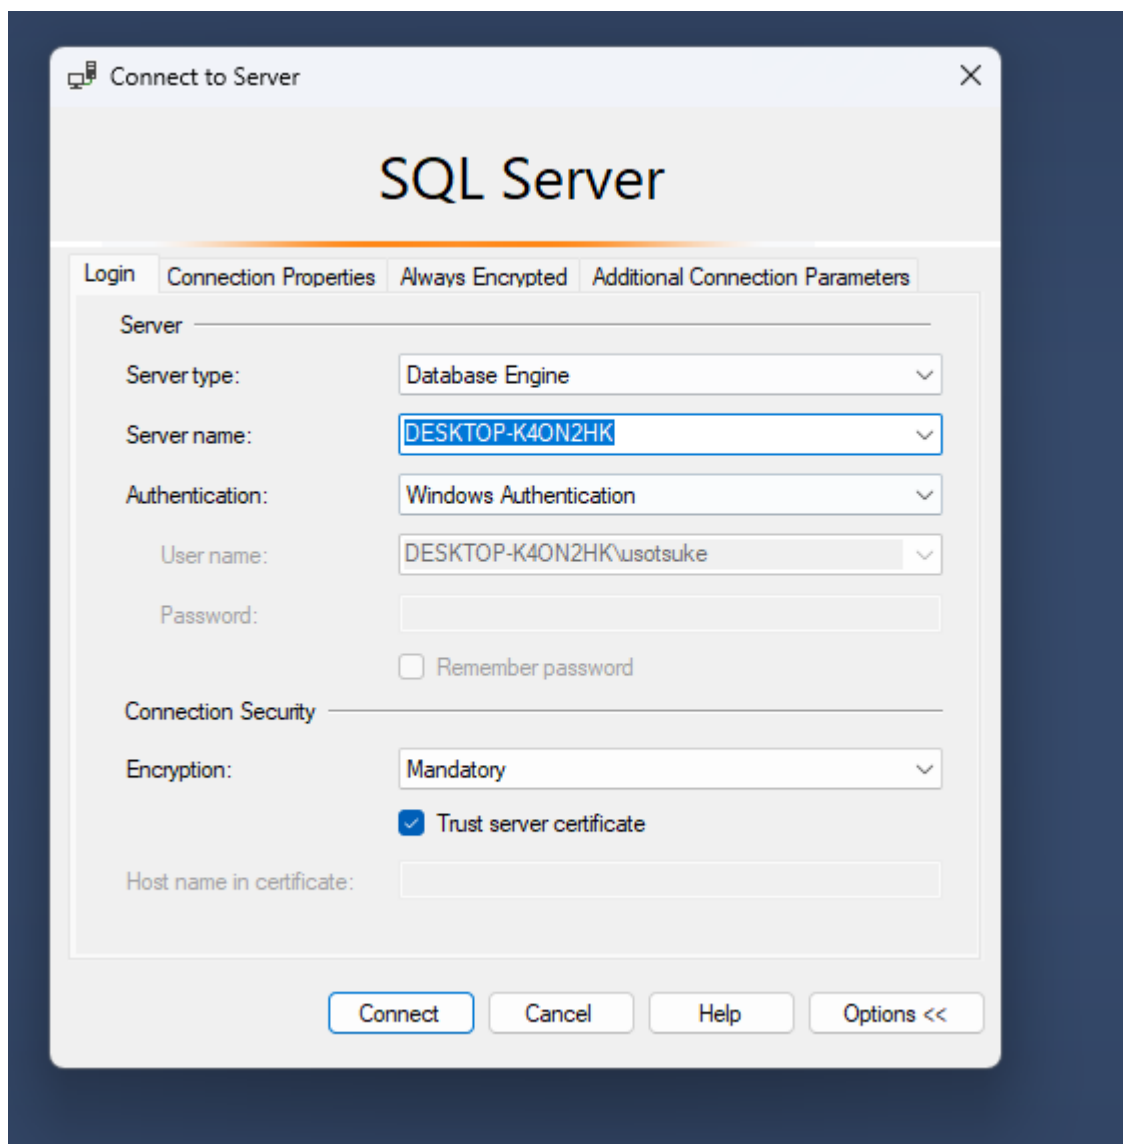 Connect to Server
SQL Server
Login Connection Properties Always Encrypted Additional Connection Parameters
Server
Server type: Database Engine
Server name: DESKTOP-K4ON2HK
Authentication: Windows Authentication
User name: DESKTOP-K4ON2HK\usotsuke
Password:
Remember password
Connection Security
Encryption: Mandatory
Trust server certificate
Host name in certificate:
Connect Cancel Help Options <<